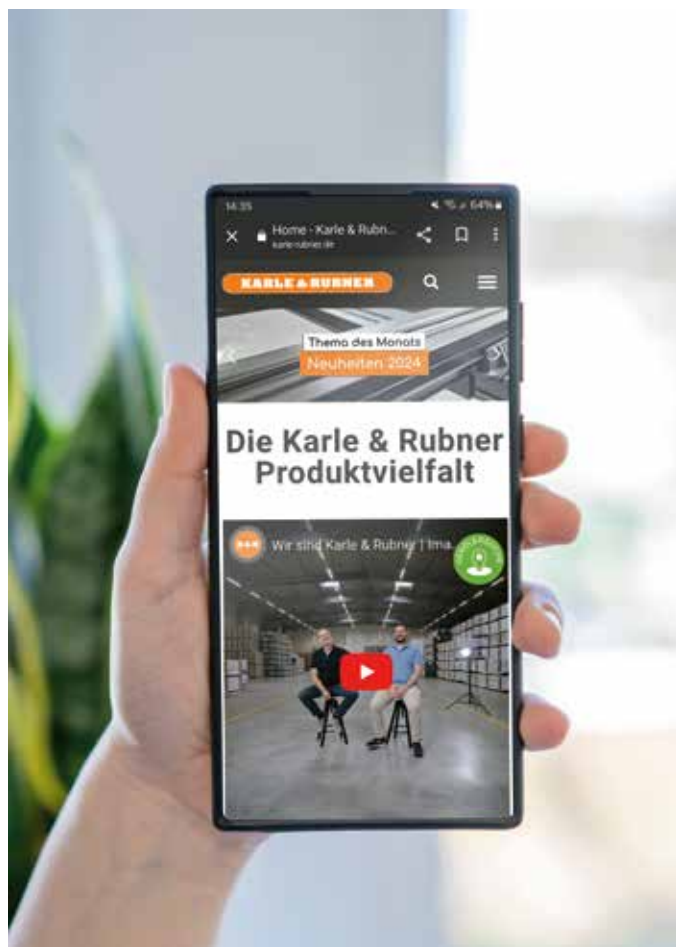 14:35
64%
Home - Karle & Rubn...
karle-rubner.de
KARLE & RUBNER
Thema des Monats
Neuheiten 2024
Die Karle & Rubner
Produktvielfalt
Wir sind Karle & Rubner | Ima...